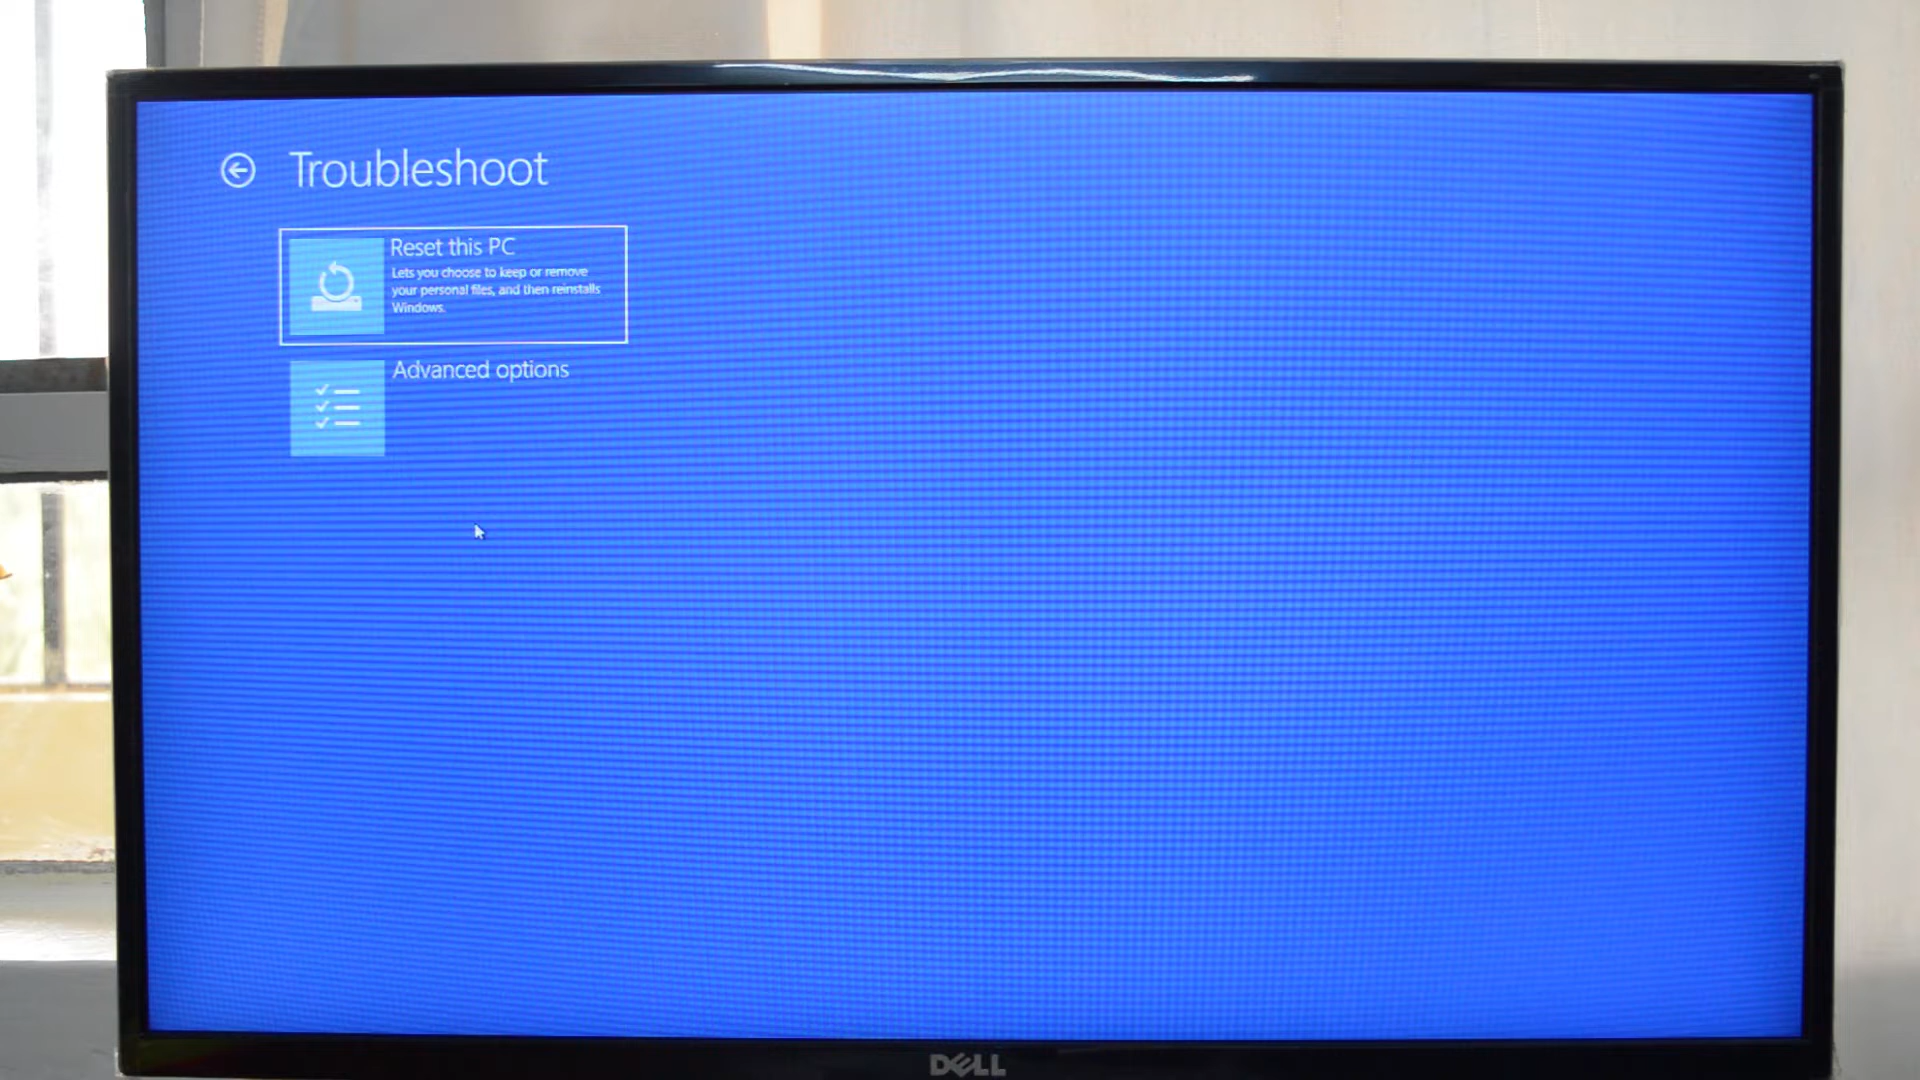 Troubleshoot
Reset this PC
Lets you choose to keep or remove
your personal files, and then reinstalls
Windows.
Advanced options
DELL